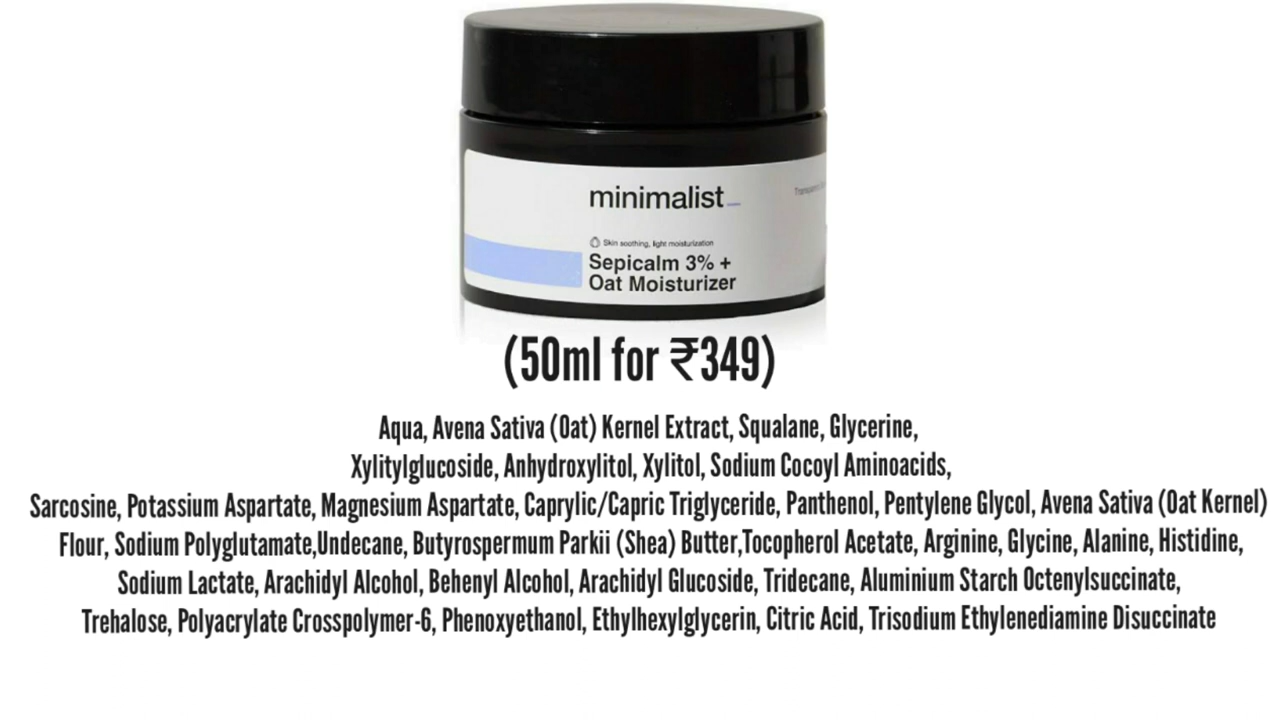 minimalist_
Skin soothing, light moisturization
Sepicalm 3% +
Oat Moisturizer
(50ml for ₹349)
Aqua, Avena Sativa (Oat) Kernel Extract, Squalane, Glycerine,
Xylitylglucoside, Anhydroxylitol, Xylitol, Sodium Cocoyl Aminoacids,
Sarcosine, Potassium Aspartate, Magnesium Aspartate, Caprylic/Capric Triglyceride, Panthenol, Pentylene Glycol, Avena Sativa (Oat Kernel)
Flour, Sodium Polyglutamate,Undecane, Butyrospermum Parkii (Shea) Butter,Tocopherol Acetate, Arginine, Glycine, Alanine, Histidine,
Sodium Lactate, Arachidyl Alcohol, Behenyl Alcohol, Arachidyl Glucoside, Tridecane, Aluminium Starch Octenylsuccinate,
Trehalose, Polyacrylate Crosspolymer-6, Phenoxyethanol, Ethylhexylglycerin, Citric Acid, Trisodium Ethylenediamine Disuccinate